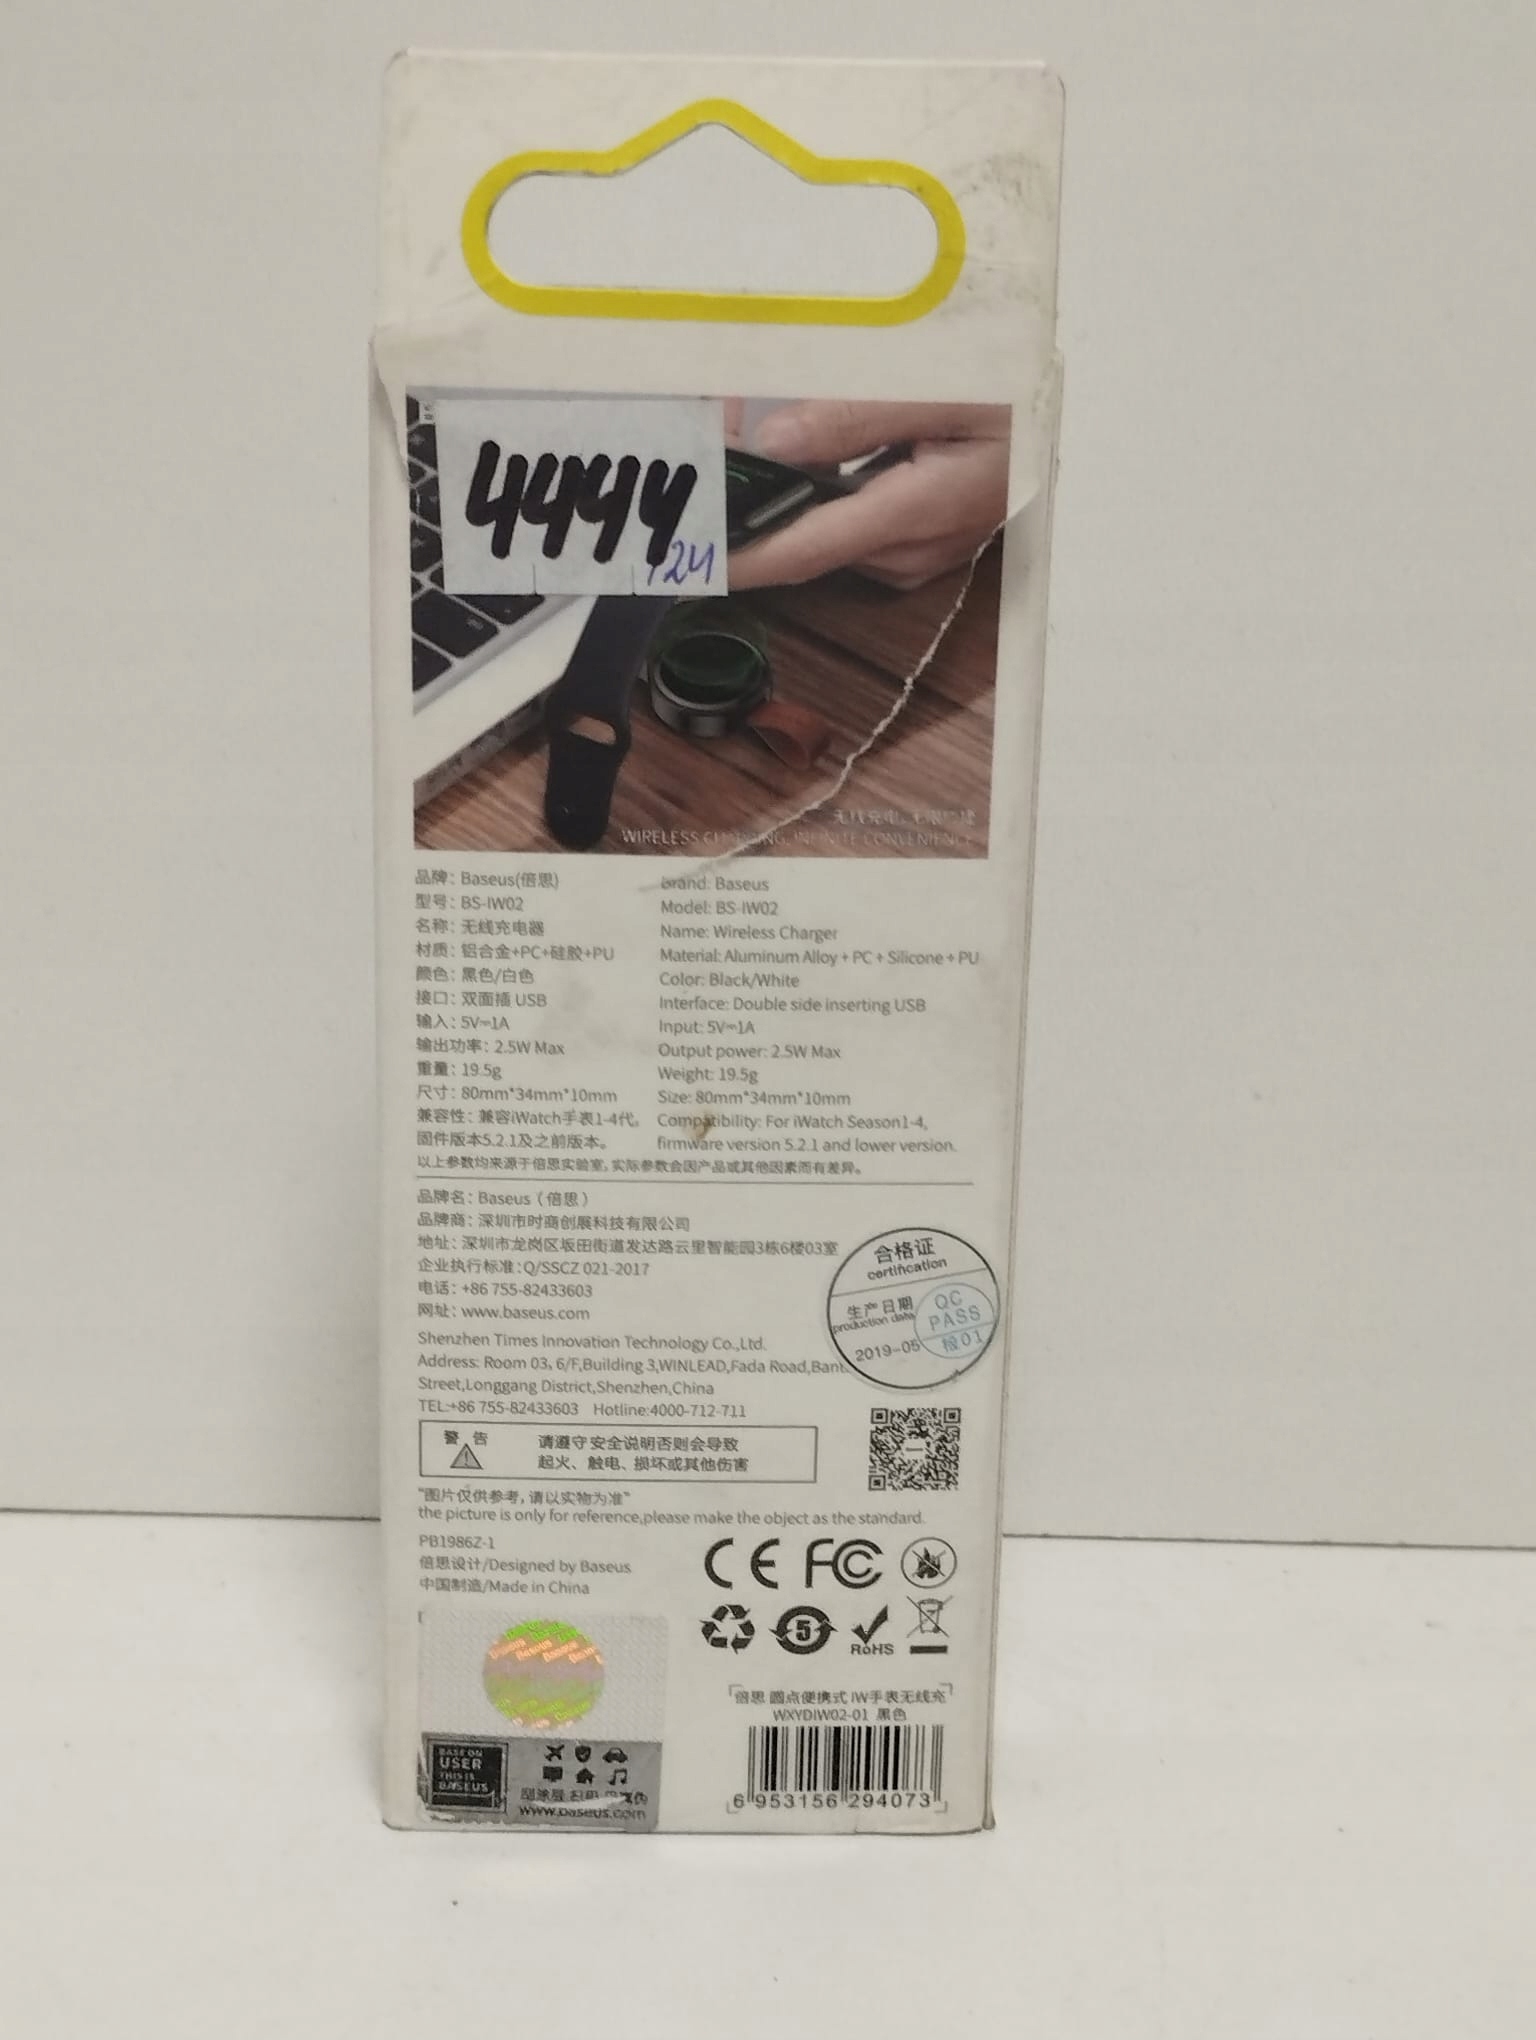 4444
24
无线充电, 无限
WIRELESS CHARGING, INFINITE CONVENIENCE
品牌: Baseus(倍思)
型号: BS-IW02
名称: 无线充电器
材质: 铝合金+PC+硅胶+PU
颜色: 黑色/白色
接口: 双面插 USB
输入: 5V⎓1A
输出功率: 2.5W Max
重量: 19.5g
尺寸: 80mm*34mm*10mm
兼容性: 兼容iWatch手表1-4代,
固件版本5.2.1及之前版本。
brand: Baseus
Model: BS-IW02
Name: Wireless Charger
Material: Aluminum Alloy + PC + Silicone + PU
Color: Black/White
Interface: Double side inserting USB
Input: 5V⎓1A
Output power: 2.5W Max
Weight: 19.5g
Size: 80mm*34mm*10mm
Compatibility: For iWatch Season1-4,
firmware version 5.2.1 and lower version.
以上参数均来源于倍思实验室, 实际参数会因产品或其他因素而有差异。
品牌名: Baseus（倍思）
品牌商: 深圳市时商创展科技有限公司
地址: 深圳市龙岗区坂田街道发达路云里智能园3栋6楼03室
企业执行标准: Q/SSCZ 021-2017
电话: +86 755-82433603
网址: www.baseus.com
Shenzhen Times Innovation Technology Co.,Ltd.
Address: Room 03, 6/F,Building 3,WINLEAD,Fada Road,Bant
Street,Longgang District,Shenzhen,China
TEL:+86 755-82433603 Hotline:4000-712-711
合格证
certification
生产日期
production date
2019-05
QC
PASS
检01
警 告
请遵守安全说明否则会导致
起火、触电、损坏或其他伤害
"图片仅供参考, 请以实物为准"
the picture is only for reference,please make the object as the standard.
PB1986Z-1
倍思设计/Designed by Baseus
中国制造/Made in China
CE FC
5
RoHS
Baseus Baseus Baseus
BASE ON
USER
THIS IS
BASEUS
www.baseus.com
倍思 圆点便携式 IW手表无线充
WXYDIW02-01 黑色
6 953156 294073